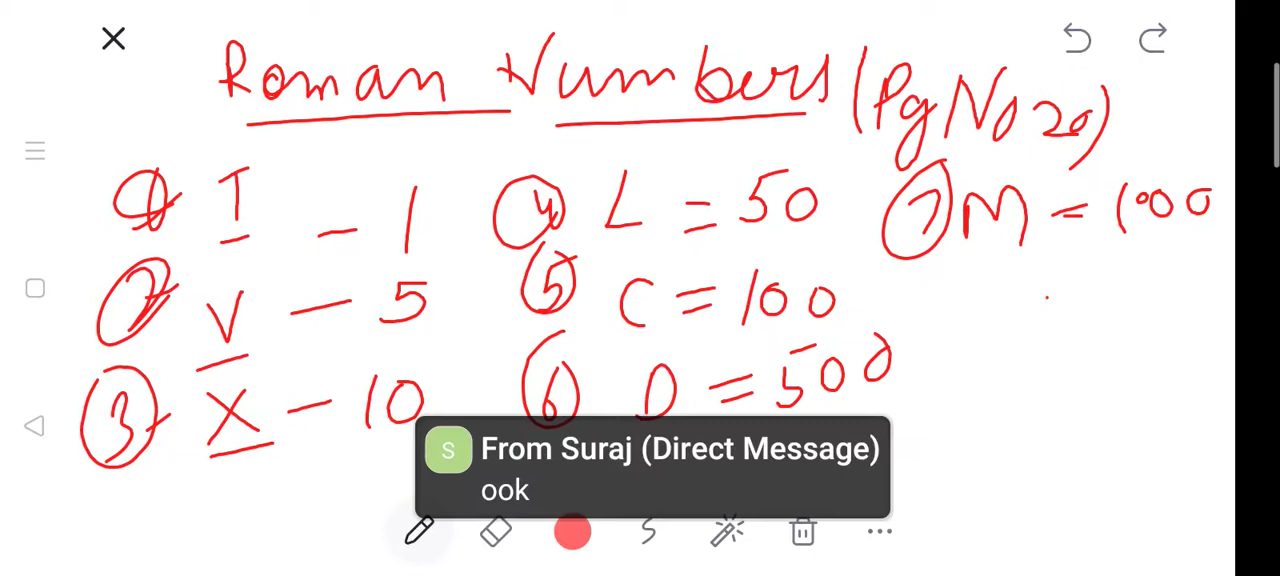 Roman Numbers (Pg No 20)
① I - 1 ④ L = 50 ⑦ M = 1000
② V - 5 ⑤ C = 100
③ X - 10 ⑥ D = 500
S From Suraj (Direct Message)
ook